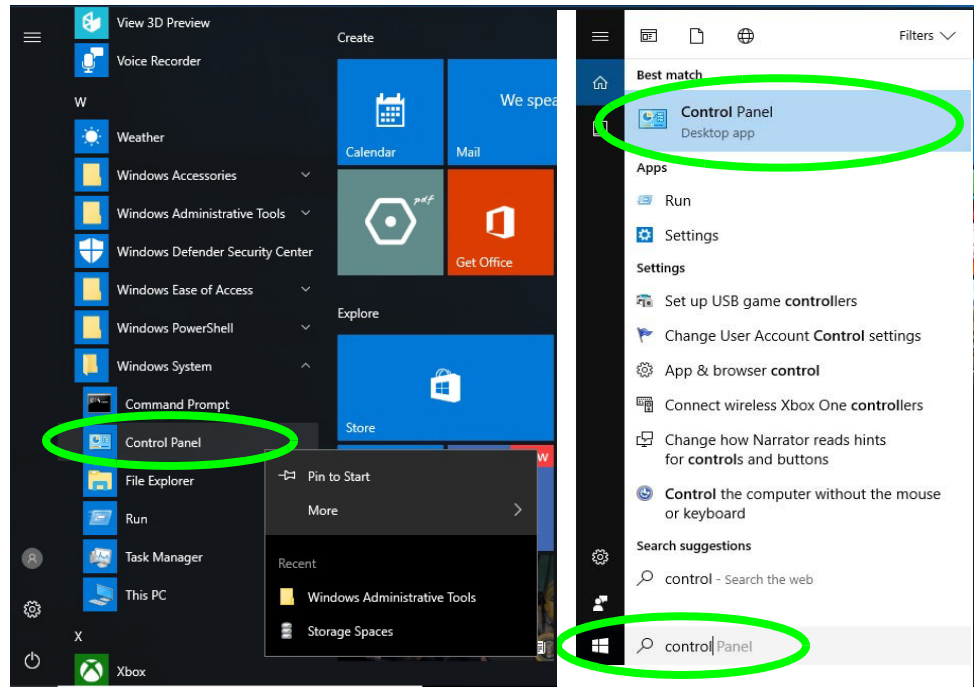 View 3D Preview
Voice Recorder
W
Weather
Windows Accessories
Windows Administrative Tools
Windows Defender Security Center
Windows Ease of Access
Windows PowerShell
Windows System
Command Prompt
Control Panel
File Explorer
Run
Task Manager
This PC
X
Xbox
Create
We spea
Calendar
Mail
pdf
Get Office
Explore
Store
W
Pin to Start
More
Recent
Windows Administrative Tools
Storage Spaces
Filters
Best match
Control Panel
Desktop app
Apps
Run
Settings
Settings
Set up USB game controllers
Change User Account Control settings
App & browser control
Connect wireless Xbox One controllers
Change how Narrator reads hints
for controls and buttons
Control the computer without the mouse
or keyboard
Search suggestions
control - Search the web
control Panel